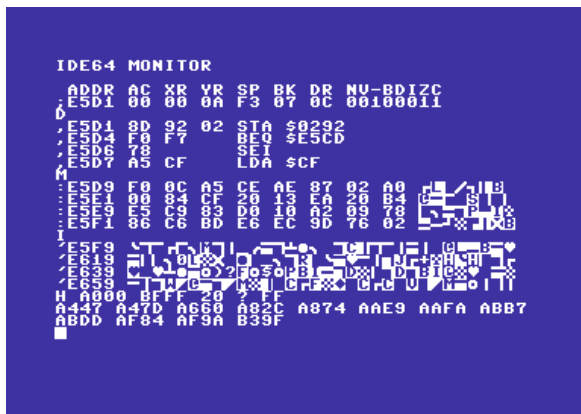 IDE64 MONITOR
ADDR AC XR YR SP BK DR NV-BDIZC
;E5D1 00 00 0A F3 07 0C 00100011
D
,E5D1 8D 92 02 STA $0292
,E5D4 F0 F7 BEQ $E5CD
,E5D6 78 SEI
,E5D7 A5 CF LDA $CF
M
:E5D9 F0 0C A5 CE AE 87 02 A0
:E5E1 00 84 CF 20 13 EA 20 B4
:E5E9 E5 C9 83 D0 10 A2 09 78
:E5F1 86 C6 BD E6 EC 9D 76 02
I
'E5F9
'E619
'E639
'E659
H A000 BFFF 20 ? FF
A447 A47D A660 A82C A874 AAE9 AAFA ABB7
ABDD AF84 AF9A B39F